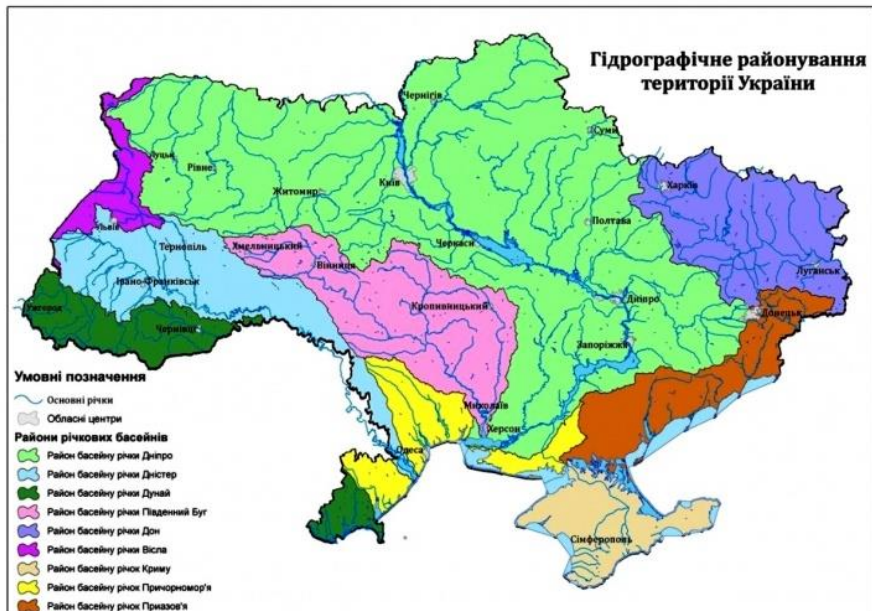 Гідрографічне районування
території України
Чернігів
Суми
Луцьк
Рівне
Київ
Житомир
Харків
Львів
Полтава
Тернопіль
Хмельницький
Черкаси
Вінниця
Луганськ
Івано-Франківськ
Кропивницький
Дніпро
Ужгород
Донецьк
Чернівці
Запоріжжя
Миколаїв
Херсон
Одеса
Сімферополь
Умовні позначення
Основні річки
Обласні центри
Райони річкових басейнів
Район басейну річки Дніпро
Район басейну річки Дністер
Район басейну річки Дунай
Район басейну річки Південний Буг
Район басейну річки Дон
Район басейну річки Вісла
Район басейну річок Криму
Район басейну річок Причорномор'я
Район басейну річок Приазов'я